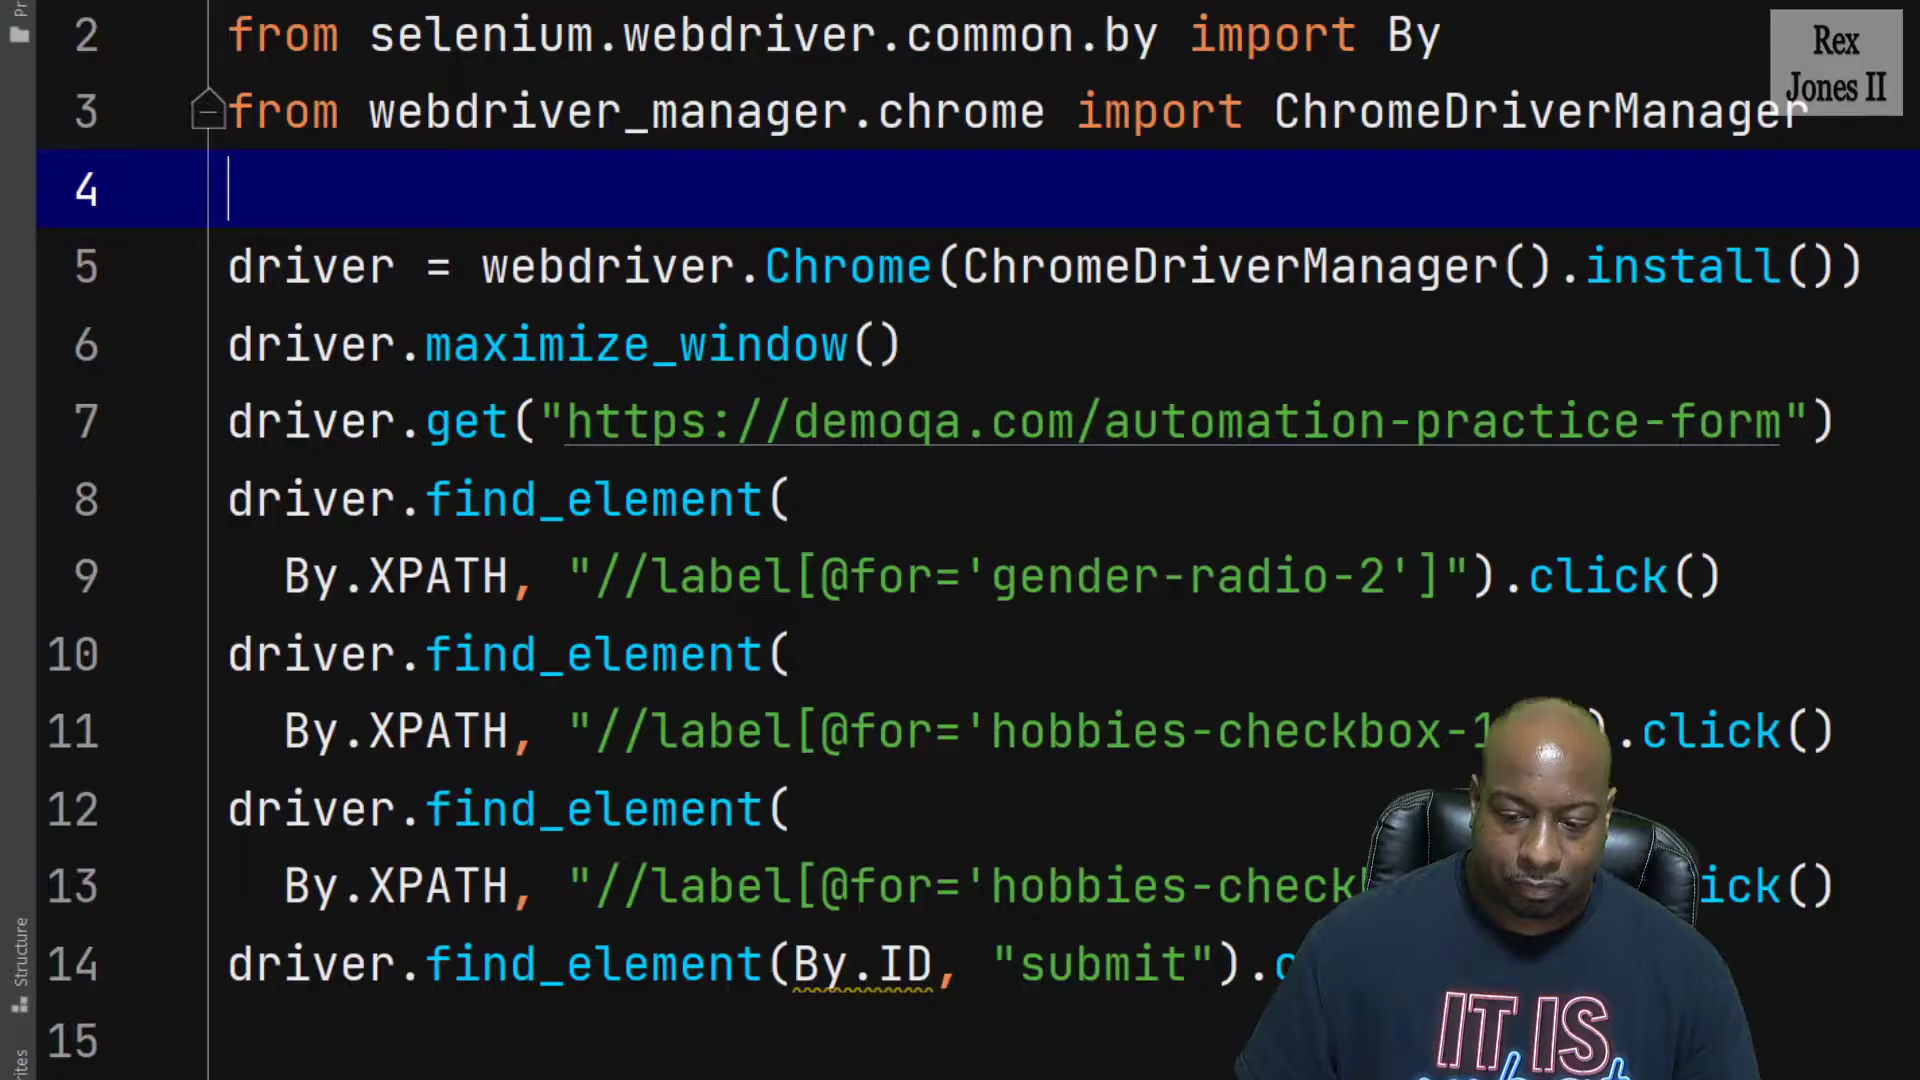 Pr
2 from selenium.webdriver.common.by import By
Rex
Jones II
3 from webdriver_manager.chrome import ChromeDriverManager
4
5 driver = webdriver.Chrome(ChromeDriverManager().install())
6 driver.maximize_window()
7 driver.get("https://demoqa.com/automation-practice-form")
8 driver.find_element(
9 By.XPATH, "//label[@for='gender-radio-2']").click()
10 driver.find_element(
11 By.XPATH, "//label[@for='hobbies-checkbox-1 ).click()
12 driver.find_element(
13 By.XPATH, "//label[@for='hobbies-check ick()
14 driver.find_element(By.ID, "submit").c
15
Structure
rites
IT IS